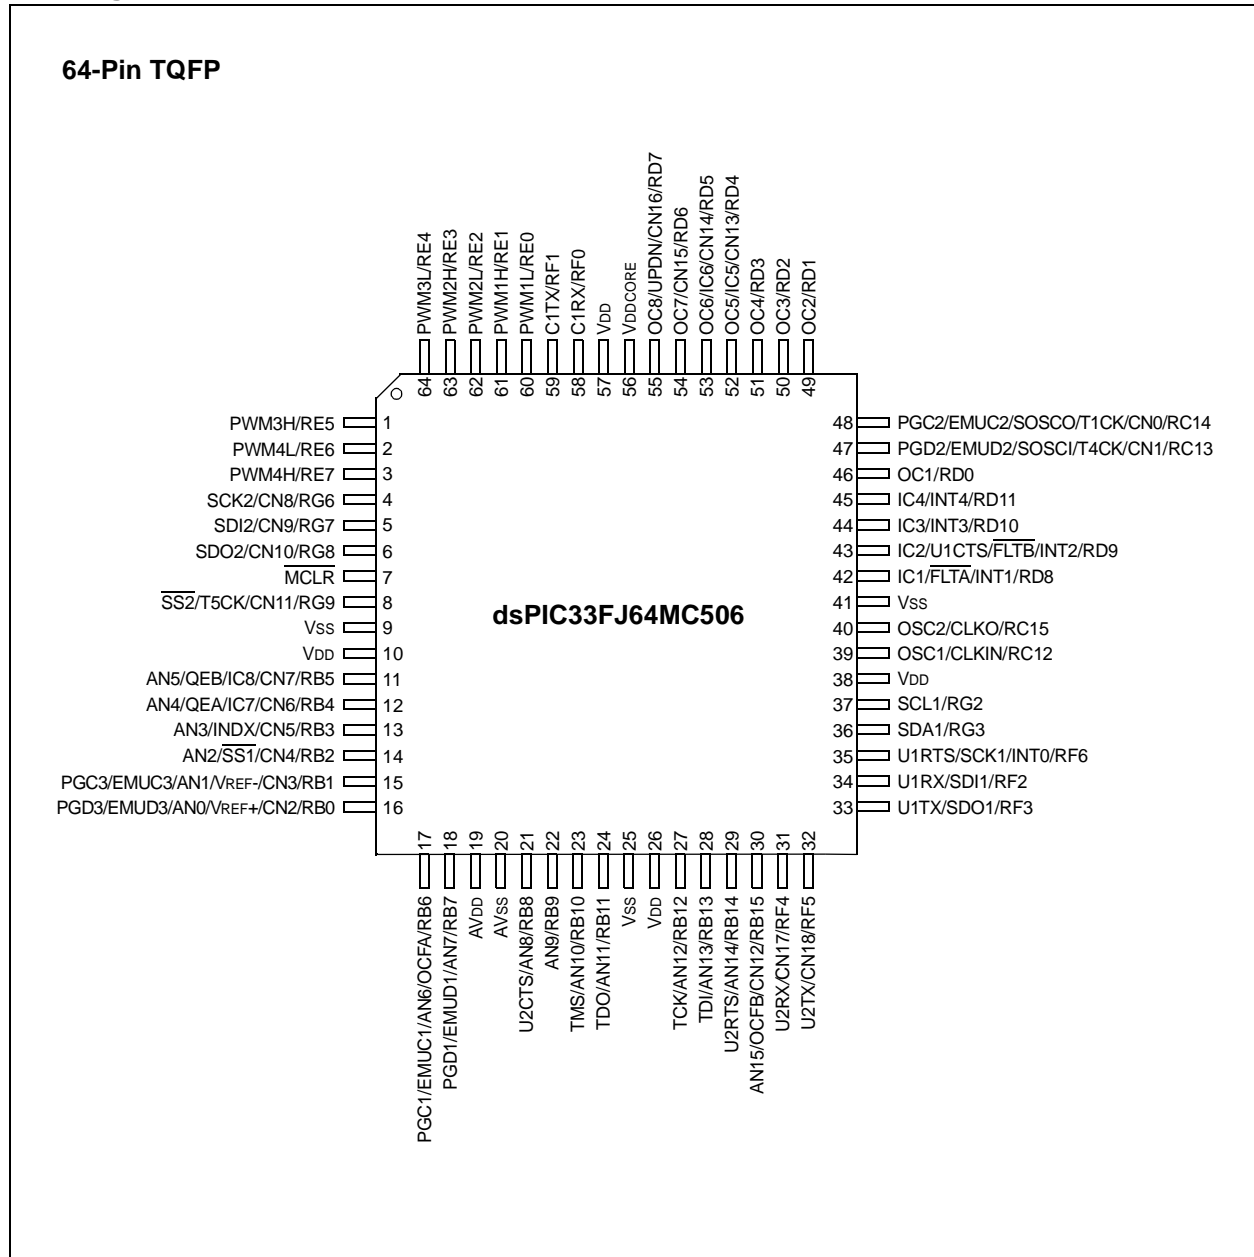 64-Pin TQFP
PWM3L/RE4
PWM2H/RE3
PWM2L/RE2
PWM1H/RE1
PWM1L/RE0
C1TX/RF1
C1RX/RF0
VDD
VDDCORE
OC8/UPDN/CN16/RD7
OC7/CN15/RD6
OC6/IC6/CN14/RD5
OC5/IC5/CN13/RD4
OC4/RD3
OC3/RD2
OC2/RD1
64 63 62 61 60 59 58 57 56 55 54 53 52 51 50 49
PWM3H/RE5 1
PWM4L/RE6 2
PWM4H/RE7 3
SCK2/CN8/RG6 4
SDI2/CN9/RG7 5
SDO2/CN10/RG8 6
MCLR 7
SS2/T5CK/CN11/RG9 8
VSS 9
VDD 10
AN5/QEB/IC8/CN7/RB5 11
AN4/QEA/IC7/CN6/RB4 12
AN3/INDX/CN5/RB3 13
AN2/SS1/CN4/RB2 14
PGC3/EMUC3/AN1/VREF-/CN3/RB1 15
PGD3/EMUD3/AN0/VREF+/CN2/RB0 16
dsPIC33FJ64MC506
48 PGC2/EMUC2/SOSCO/T1CK/CN0/RC14
47 PGD2/EMUD2/SOSCI/T4CK/CN1/RC13
46 OC1/RD0
45 IC4/INT4/RD11
44 IC3/INT3/RD10
43 IC2/U1CTS/FLTB/INT2/RD9
42 IC1/FLTA/INT1/RD8
41 VSS
40 OSC2/CLKO/RC15
39 OSC1/CLKIN/RC12
38 VDD
37 SCL1/RG2
36 SDA1/RG3
35 U1RTS/SCK1/INT0/RF6
34 U1RX/SDI1/RF2
33 U1TX/SDO1/RF3
17 18 19 20 21 22 23 24 25 26 27 28 29 30 31 32
PGC1/EMUC1/AN6/OCFA/RB6
PGD1/EMUD1/AN7/RB7
AVDD
AVSS
U2CTS/AN8/RB8
AN9/RB9
TMS/AN10/RB10
TDO/AN11/RB11
VSS
VDD
TCK/AN12/RB12
TDI/AN13/RB13
U2RTS/AN14/RB14
AN15/OCFB/CN12/RB15
U2RX/CN17/RF4
U2TX/CN18/RF5